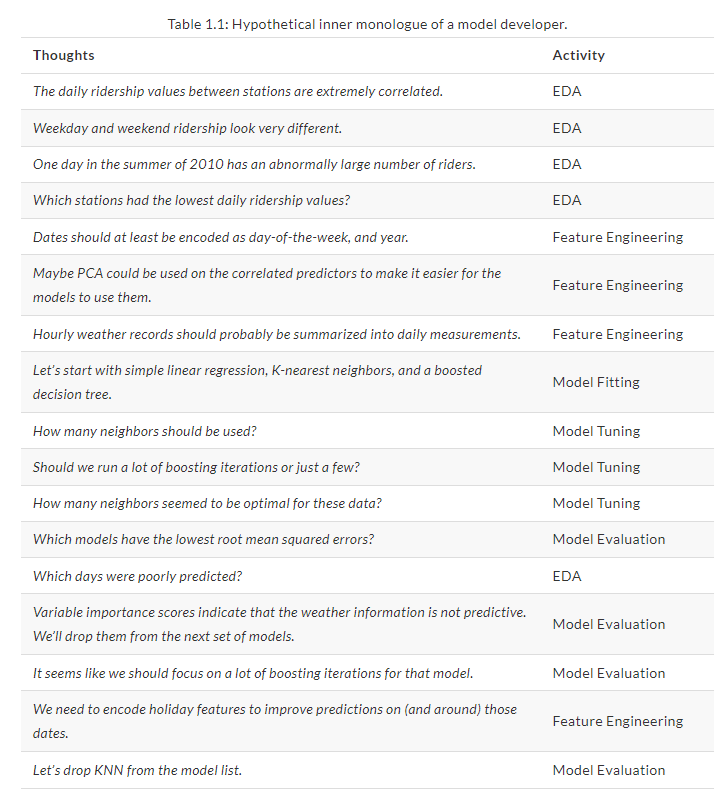 Table 1.1: Hypothetical inner monologue of a model developer.
Thoughts Activity
The daily ridership values between stations are extremely correlated. EDA
Weekday and weekend ridership look very different. EDA
One day in the summer of 2010 has an abnormally large number of riders. EDA
Which stations had the lowest daily ridership values? EDA
Dates should at least be encoded as day-of-the-week, and year. Feature Engineering
Maybe PCA could be used on the correlated predictors to make it easier for the
models to use them.
Feature Engineering
Hourly weather records should probably be summarized into daily measurements. Feature Engineering
Let’s start with simple linear regression, K-nearest neighbors, and a boosted
decision tree.
Model Fitting
How many neighbors should be used? Model Tuning
Should we run a lot of boosting iterations or just a few? Model Tuning
How many neighbors seemed to be optimal for these data? Model Tuning
Which models have the lowest root mean squared errors? Model Evaluation
Which days were poorly predicted? EDA
Variable importance scores indicate that the weather information is not predictive.
We’ll drop them from the next set of models.
Model Evaluation
It seems like we should focus on a lot of boosting iterations for that model. Model Evaluation
We need to encode holiday features to improve predictions on (and around) those
dates.
Feature Engineering
Let’s drop KNN from the model list. Model Evaluation